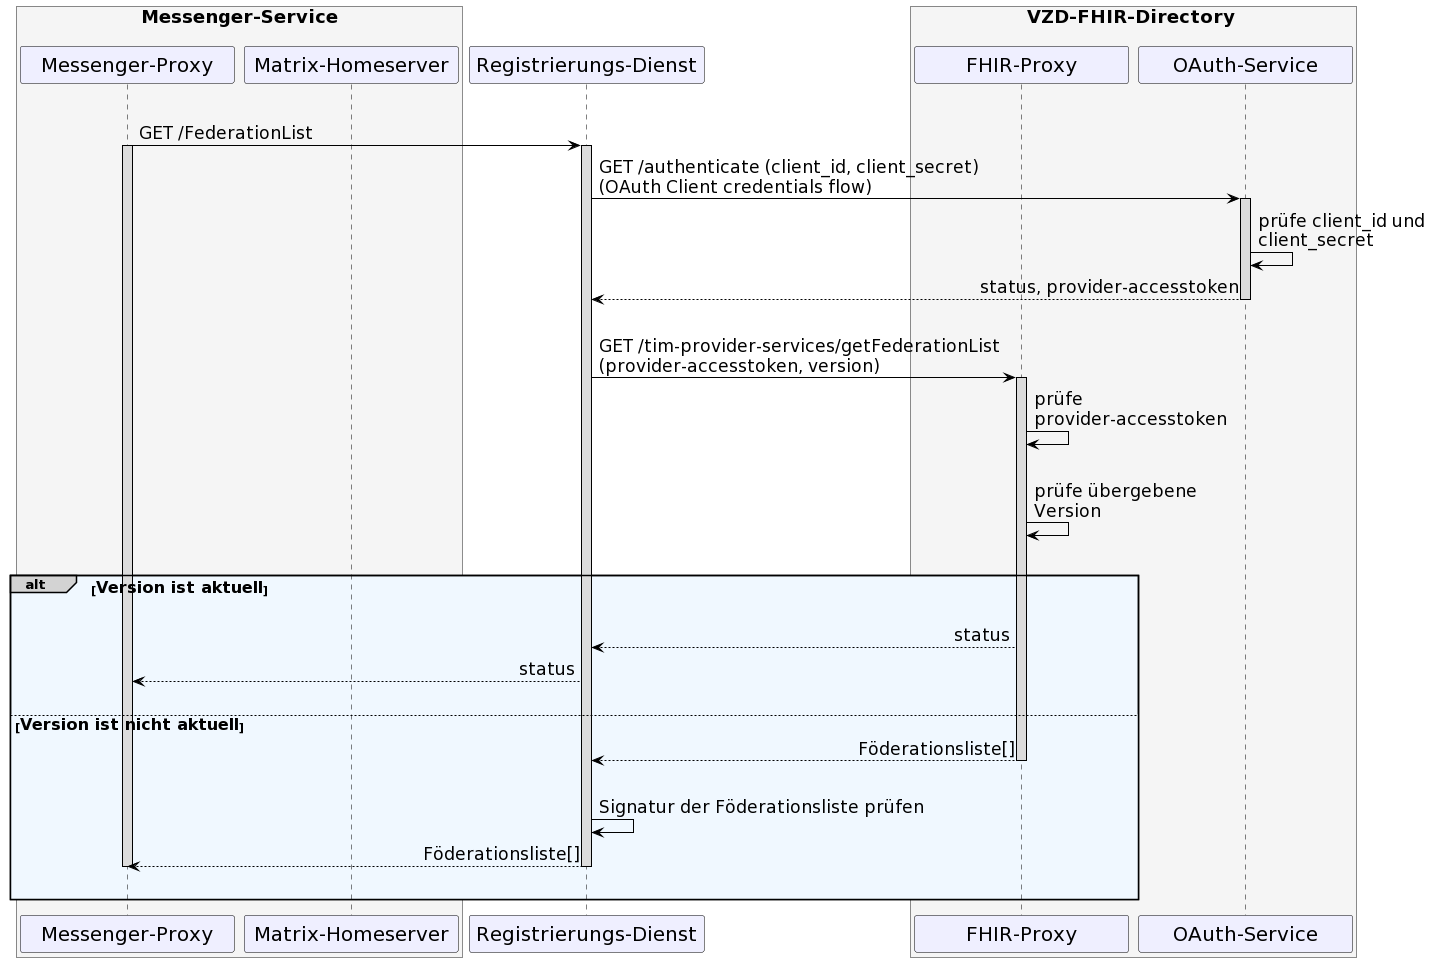 Messenger-Service
VZD-FHIR-Directory
Messenger-Proxy
Matrix-Homeserver
Registrierungs-Dienst
FHIR-Proxy
OAuth-Service
GET /FederationList
GET /authenticate (client_id, client_secret)
(OAuth Client credentials flow)
prüfe client_id und
client_secret
status, provider-accesstoken
GET /tim-provider-services/getFederationList
(provider-accesstoken, version)
prüfe
provider-accesstoken
prüfe übergebene
Version
alt
[Version ist aktuell]
status
status
[Version ist nicht aktuell]
Föderationsliste[]
Signatur der Föderationsliste prüfen
Föderationsliste[]
Messenger-Proxy
Matrix-Homeserver
Registrierungs-Dienst
FHIR-Proxy
OAuth-Service